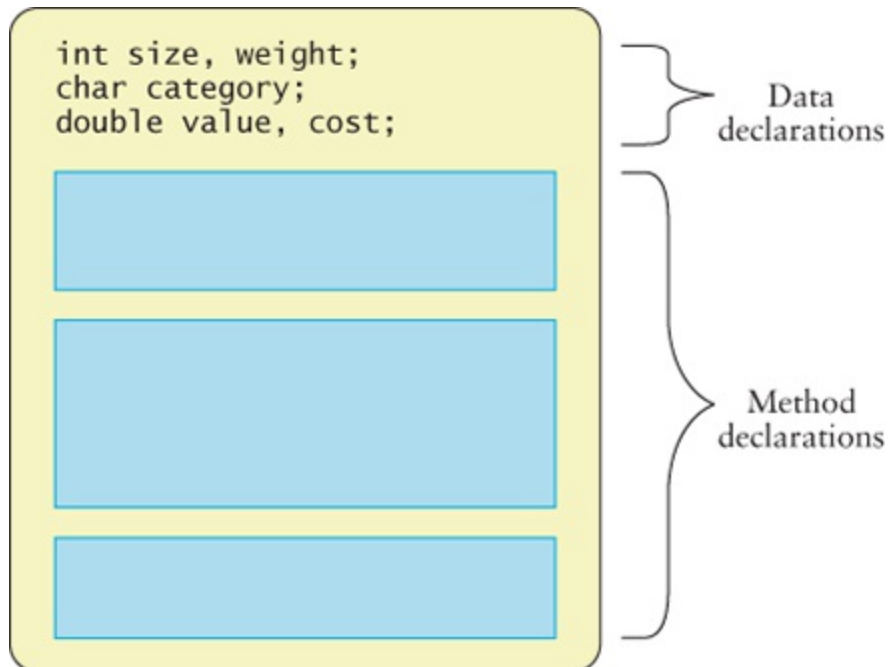 int size, weight;
char category;
double value, cost;
Data
declarations
Method
declarations